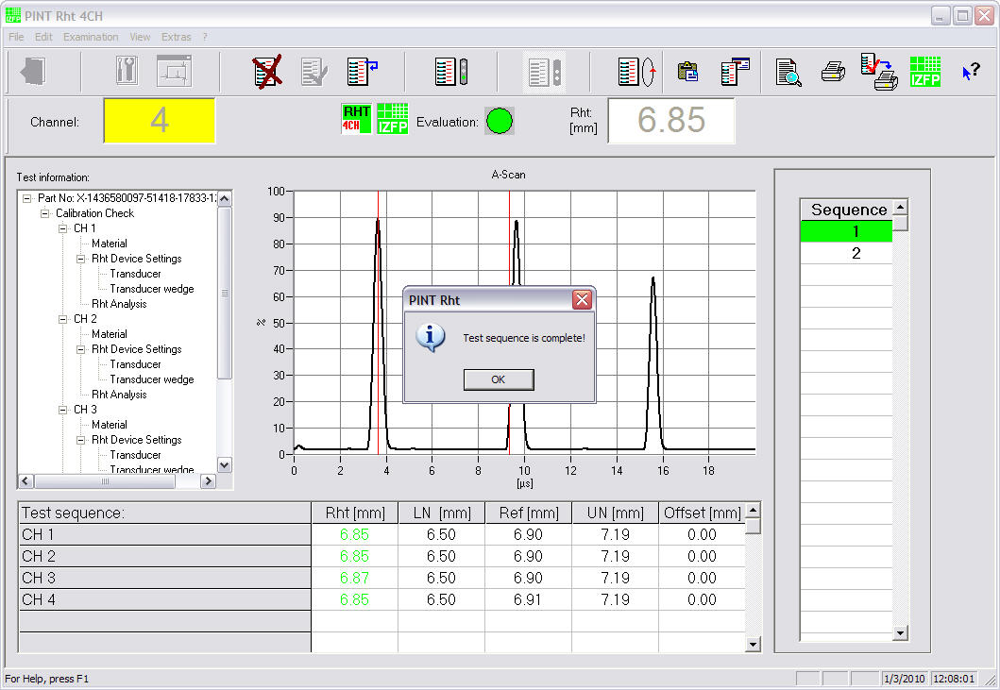 IZFP PINT Rht 4CH
File Edit Examination View Extras ?
IZFP ?
Channel: 4 RHT 4CH IZFP Evaluation: Rht: [mm] 6.85
Test information:
Part No: X-1436580097-51418-17833-1
Calibration Check
CH 1
Material
Rht Device Settings
Transducer
Transducer wedge
Rht Analysis
CH 2
Material
Rht Device Settings
Transducer
Transducer wedge
Rht Analysis
CH 3
Material
Rht Device Settings
Transducer
Transducer wedge
A-Scan
100
90
80
70
60
% 50
40
30
20
10
0
0 2 4 6 8 10 12 14 16 18
[µs]
PINT Rht
Test sequence is complete!
OK
Sequence
1
2
Test sequence: Rht [mm] LN [mm] Ref [mm] UN [mm] Offset [mm]
CH 1 6.85 6.50 6.90 7.19 0.00
CH 2 6.85 6.50 6.90 7.19 0.00
CH 3 6.87 6.50 6.90 7.19 0.00
CH 4 6.85 6.50 6.91 7.19 0.00
For Help, press F1 1/3/2010 12:08:01